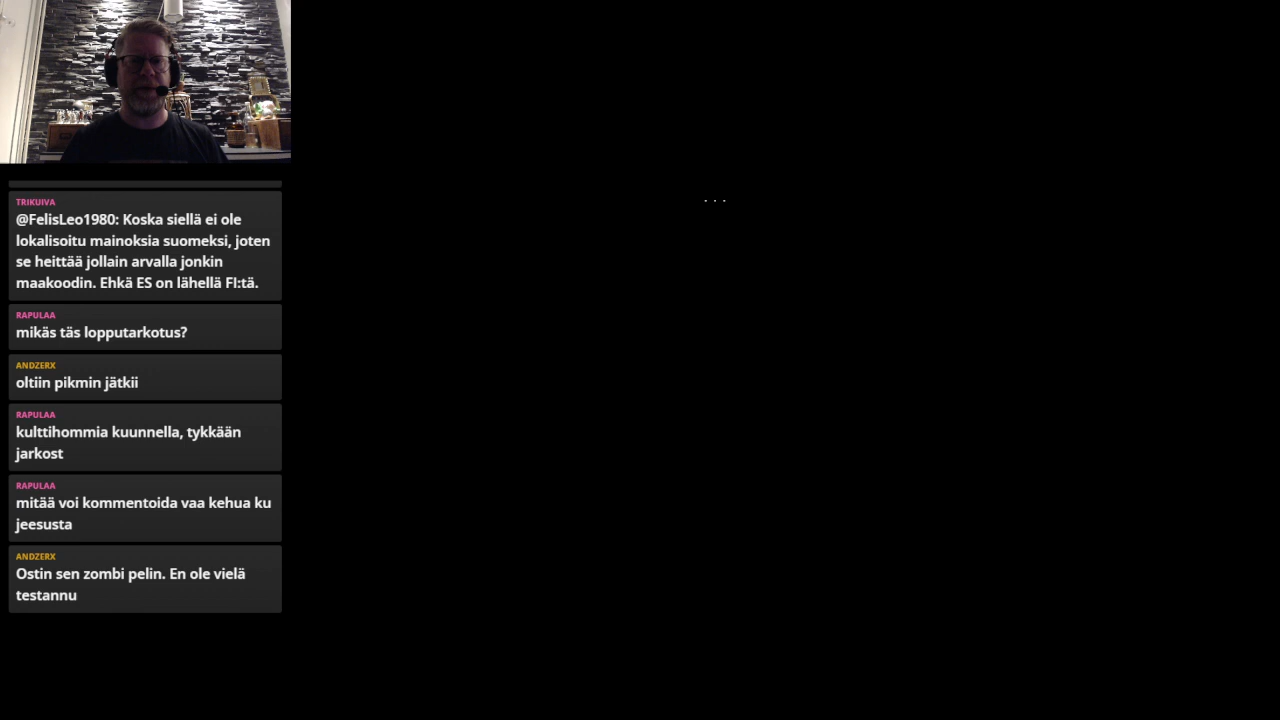 TRIKUIVA
@FelisLeo1980: Koska siellä ei ole
lokalisoitu mainoksia suomeksi, joten
se heittää jollain arvalla jonkin
maakoodin. Ehkä ES on lähellä FI:tä.
RAPULAA
mikäs täs lopputarkotus?
ANDZERX
oltiin pikmin jätkii
RAPULAA
kulttihommia kuunnella, tykkään
jarkost
RAPULAA
mitää voi kommentoida vaa kehua ku
jeesusta
ANDZERX
Ostin sen zombi pelin. En ole vielä
testannu
. . .